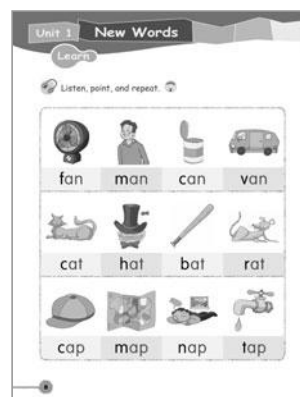 Unit 1 New Words
Learn
Listen, point, and repeat.
fan man can van
cat hat bat rat
cap map nap tap